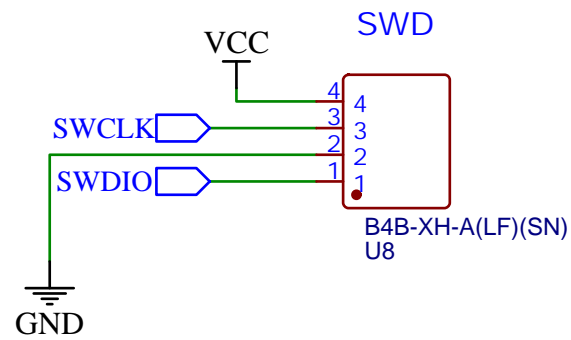 SWD
VCC
4 4
SWCLK 3 3
2 2
SWDIO 1 1
B4B-XH-A(LF)(SN)
U8
GND